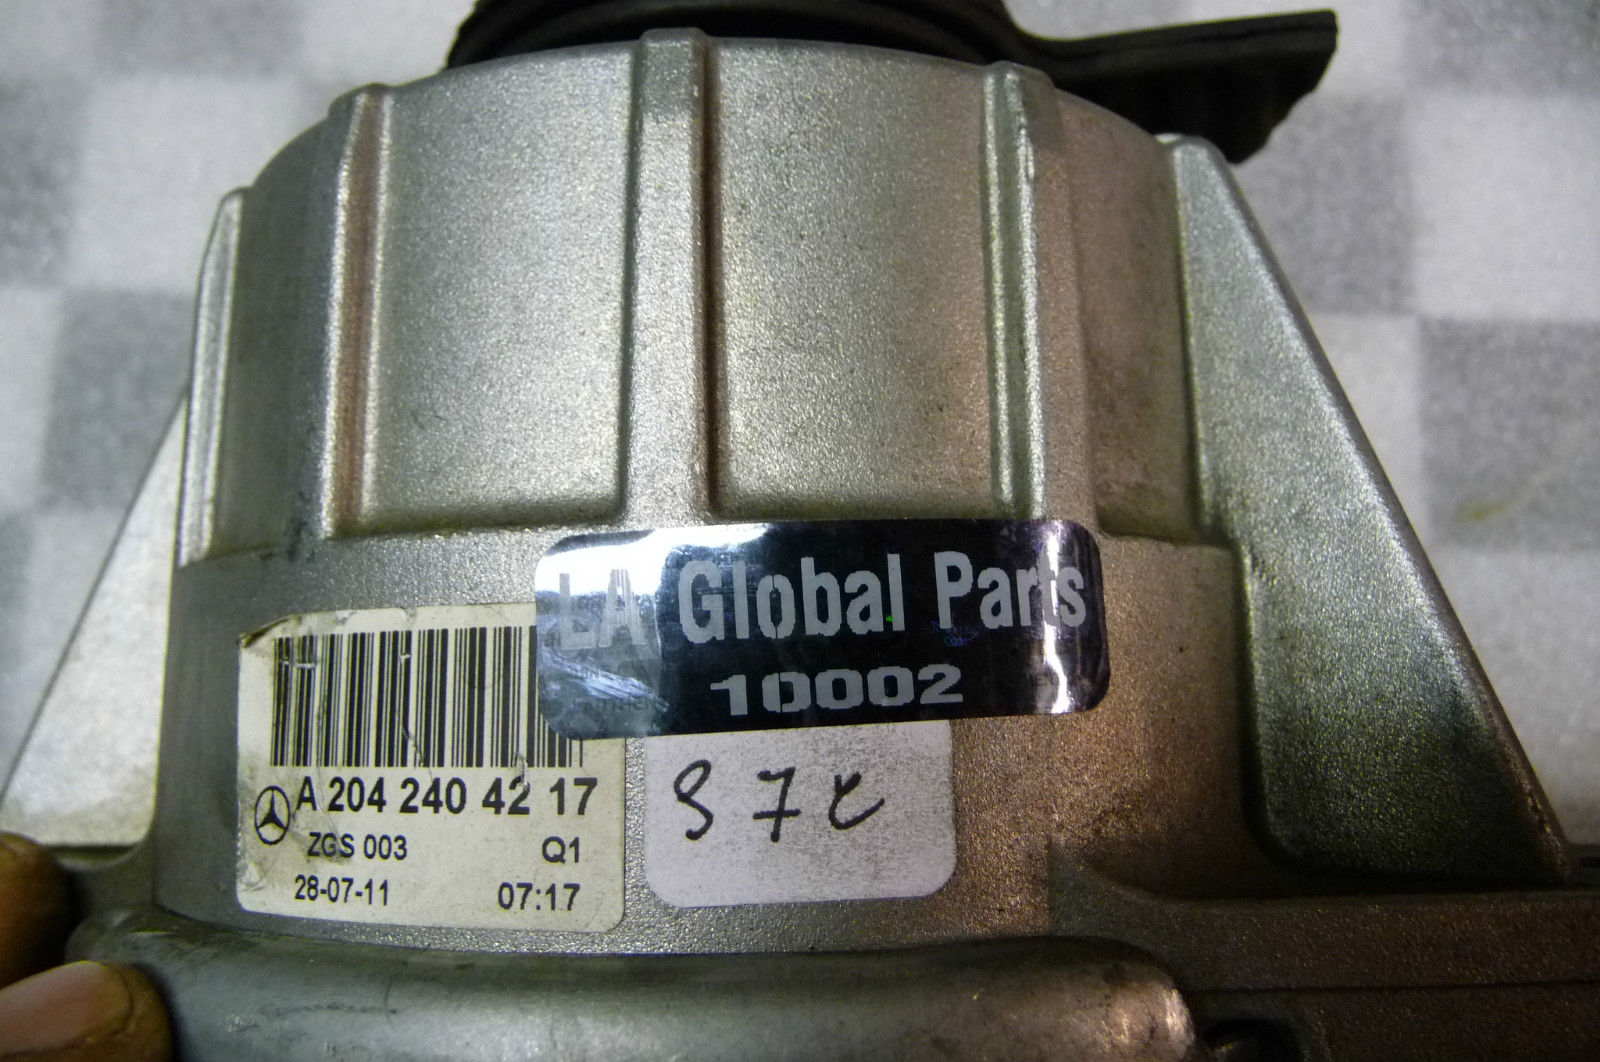 LA Global Parts
10002
A 204 240 42 17
ZGS 003 Q1
28-07-11 07:17